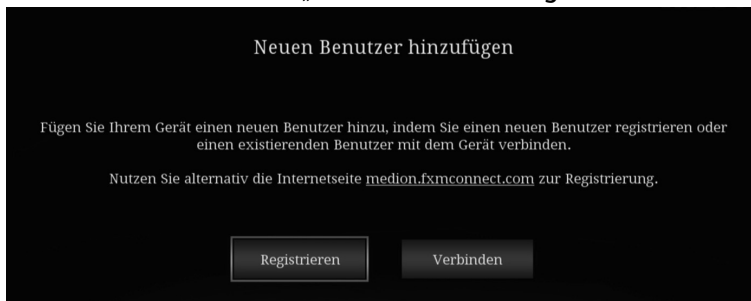 Neuen Benutzer hinzufügen
Fügen Sie Ihrem Gerät einen neuen Benutzer hinzu, indem Sie einen neuen Benutzer registrieren oder
einen existierenden Benutzer mit dem Gerät verbinden.
Nutzen Sie alternativ die Internetseite medion.fxmconnect.com zur Registrierung.
Registrieren Verbinden